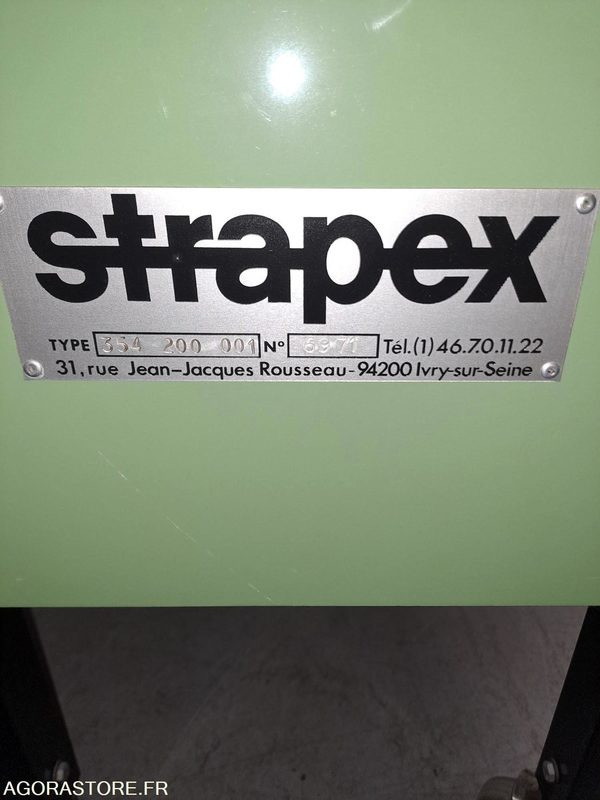 strapex
TYPE 354 200 001 N° 6971 Tél.(1) 46.70.11.22
31, rue Jean-Jacques Rousseau - 94200 Ivry-sur-Seine
AGORASTORE.FR